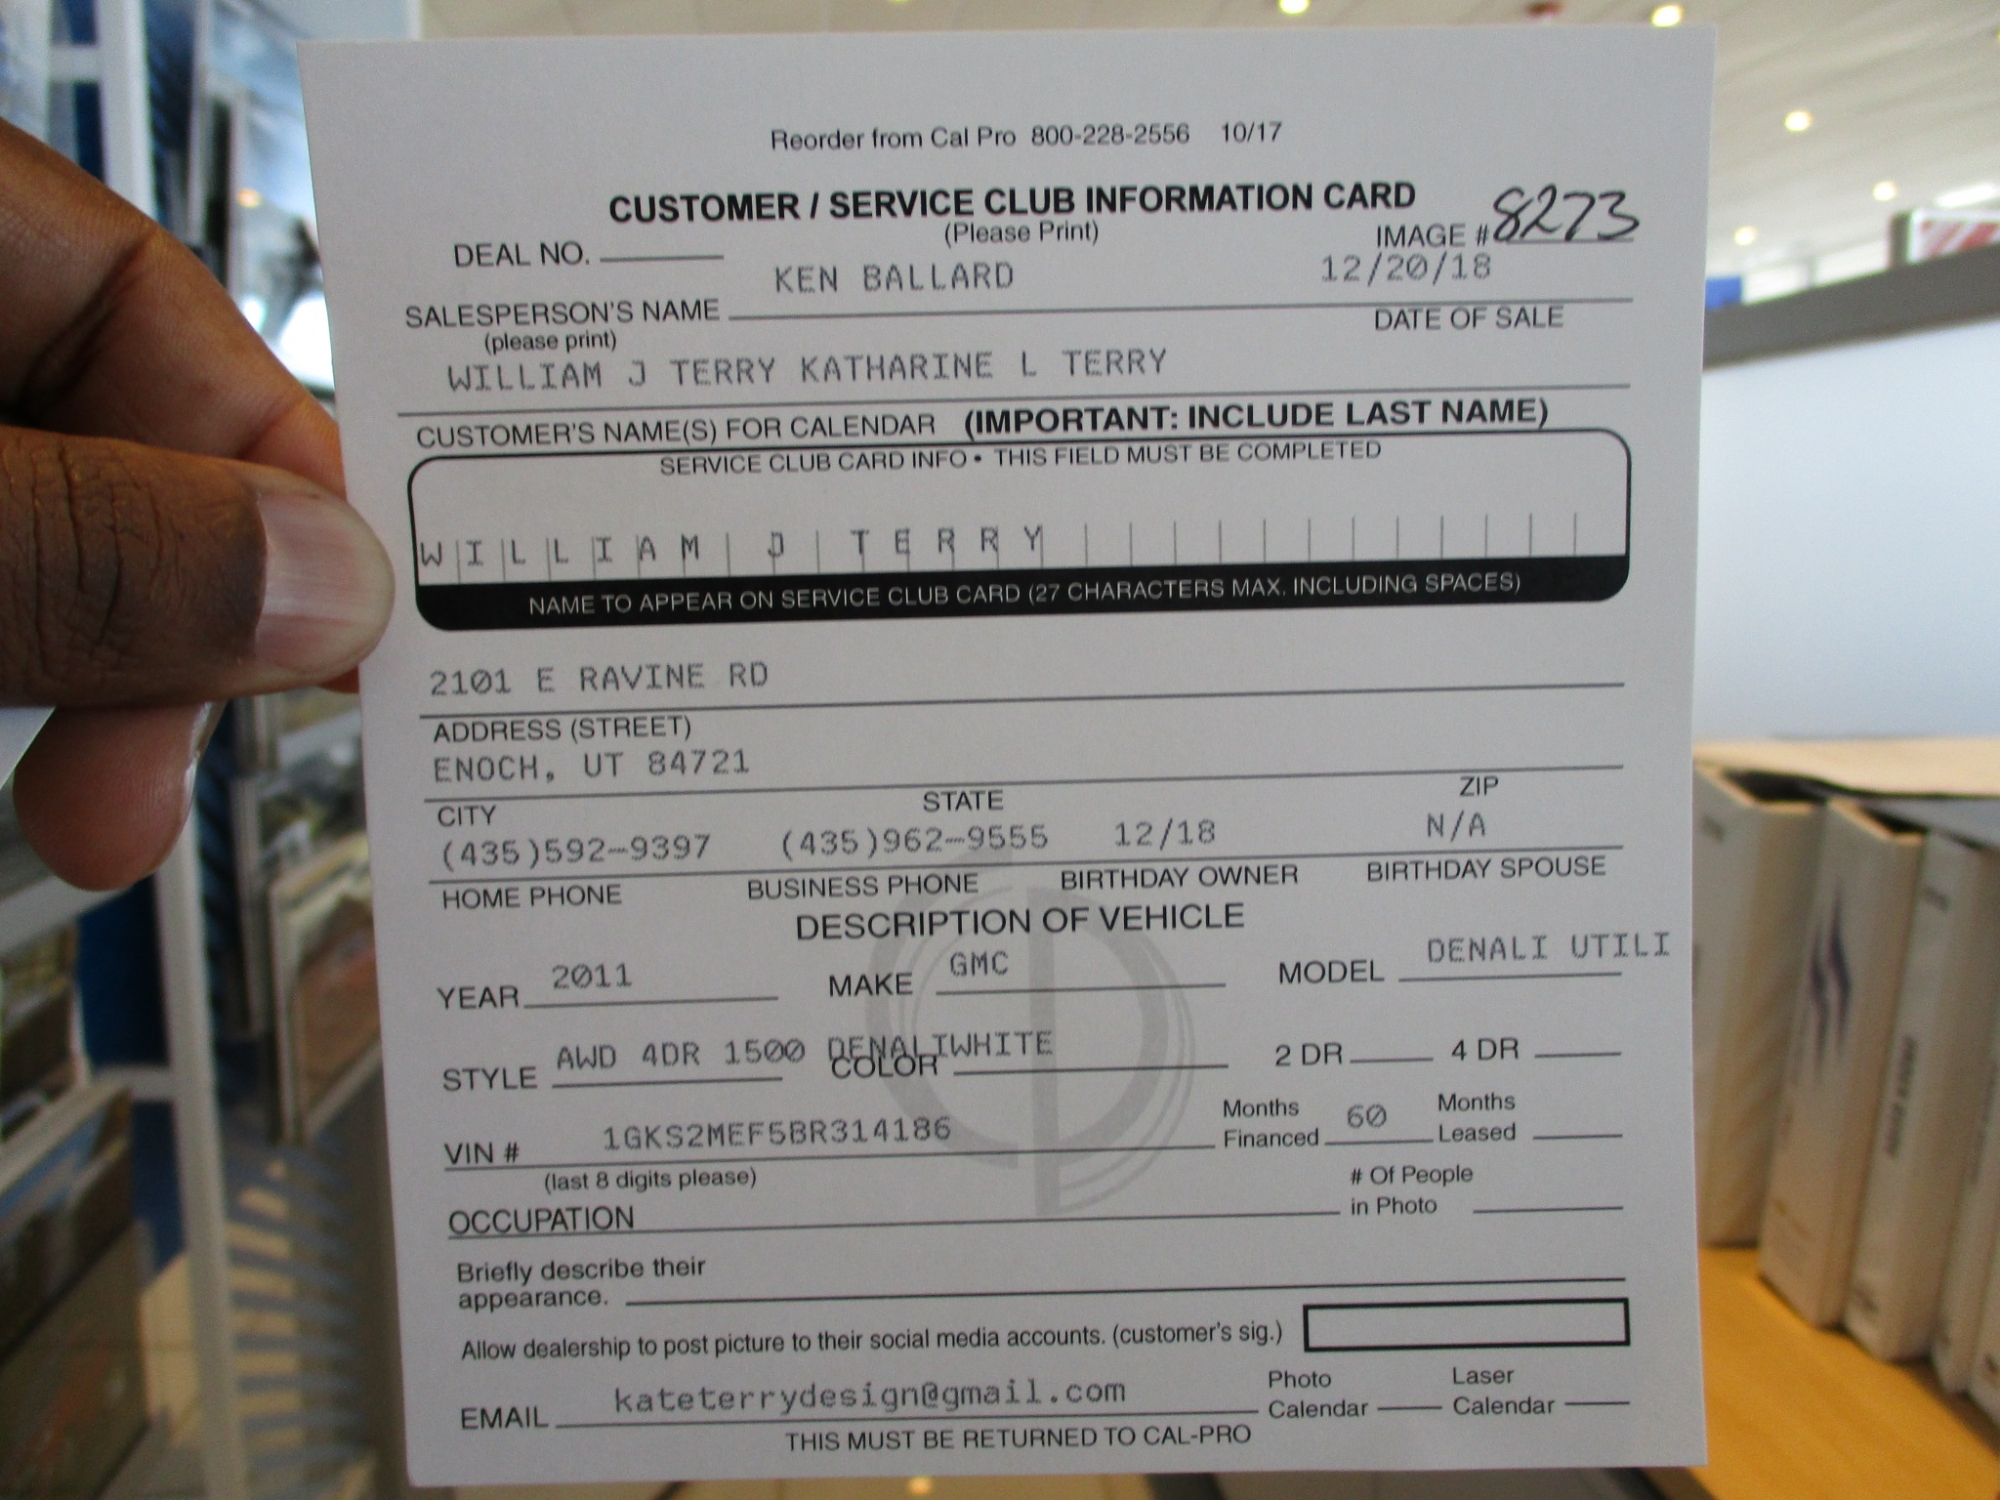 Reorder from Cal Pro 800-228-2556 10/17
CUSTOMER / SERVICE CLUB INFORMATION CARD
(Please Print)
IMAGE # 8273
DEAL NO.
KEN BALLARD 12/20/18
SALESPERSON'S NAME DATE OF SALE
(please print)
WILLIAM J TERRY KATHARINE L TERRY
CUSTOMER'S NAME(S) FOR CALENDAR (IMPORTANT: INCLUDE LAST NAME)
SERVICE CLUB CARD INFO • THIS FIELD MUST BE COMPLETED
WILLIAM J TERRY
NAME TO APPEAR ON SERVICE CLUB CARD (27 CHARACTERS MAX. INCLUDING SPACES)
2101 E RAVINE RD
ADDRESS (STREET)
ENOCH, UT 84721
CITY STATE ZIP
(435)592-9397 (435)962-9555 12/18 N/A
HOME PHONE BUSINESS PHONE BIRTHDAY OWNER BIRTHDAY SPOUSE
DESCRIPTION OF VEHICLE
YEAR 2011 MAKE GMC MODEL DENALI UTILI
STYLE AWD 4DR 1500 DENALI COLOR WHITE 2 DR 4 DR
VIN # 1GKS2MEF5BR314186 Months Financed 60 Months Leased
(last 8 digits please)
OCCUPATION # Of People in Photo
Briefly describe their
appearance.
Allow dealership to post picture to their social media accounts. (customer's sig.)
EMAIL kateterrydesign@gmail.com Photo Calendar Laser Calendar
THIS MUST BE RETURNED TO CAL-PRO